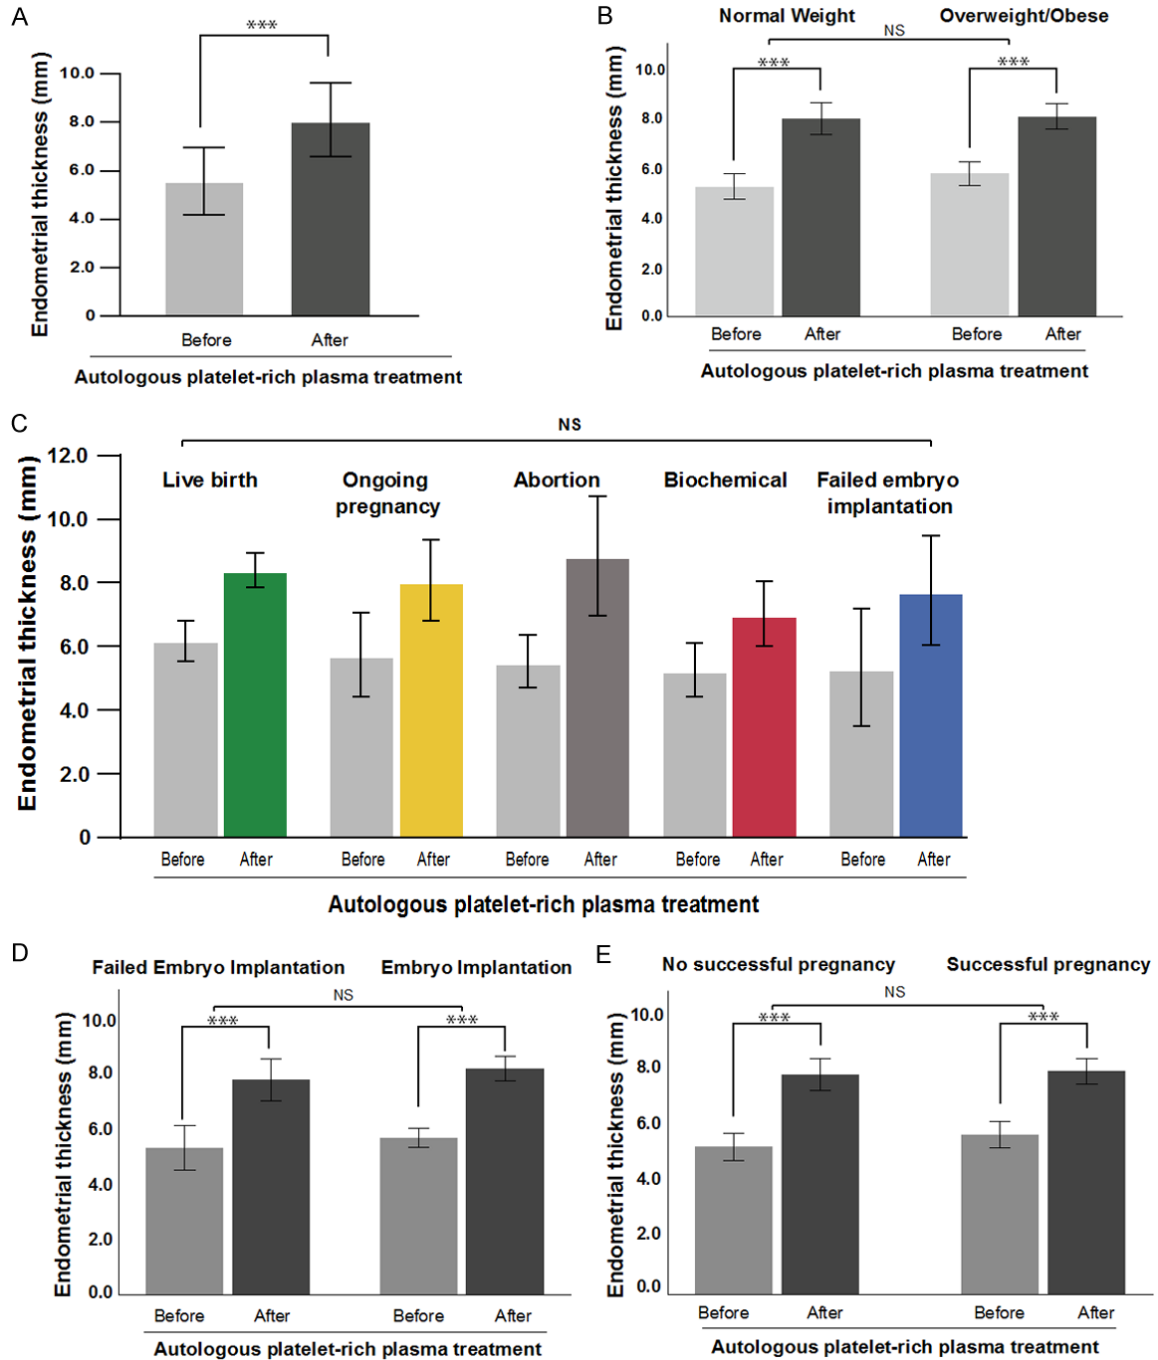 A
***
Endometrial thickness (mm)
10.0
8.0
6.0
4.0
2.0
0
Before After
Autologous platelet-rich plasma treatment
B
Normal Weight Overweight/Obese
NS
*** ***
Endometrial thickness (mm)
10.0
8.0
6.0
4.0
2.0
0.0
Before After Before After
Autologous platelet-rich plasma treatment
C
NS
Endometrial thickness (mm)
12.0
10.0
8.0
6.0
4.0
2.0
0
Live birth
Ongoing
pregnancy
Abortion
Biochemical
Failed embryo
implantation
Before After Before After Before After Before After Before After
Autologous platelet-rich plasma treatment
D
Failed Embryo Implantation Embryo Implantation
NS
*** ***
Endometrial thickness (mm)
10.0
8.0
6.0
4.0
2.0
0.0
Before After Before After
Autologous platelet-rich plasma treatment
E
No successful pregnancy Successful pregnancy
NS
*** ***
Endometrial thickness (mm)
10.0
8.0
6.0
4.0
2.0
0.0
Before After Before After
Autologous platelet-rich plasma treatment